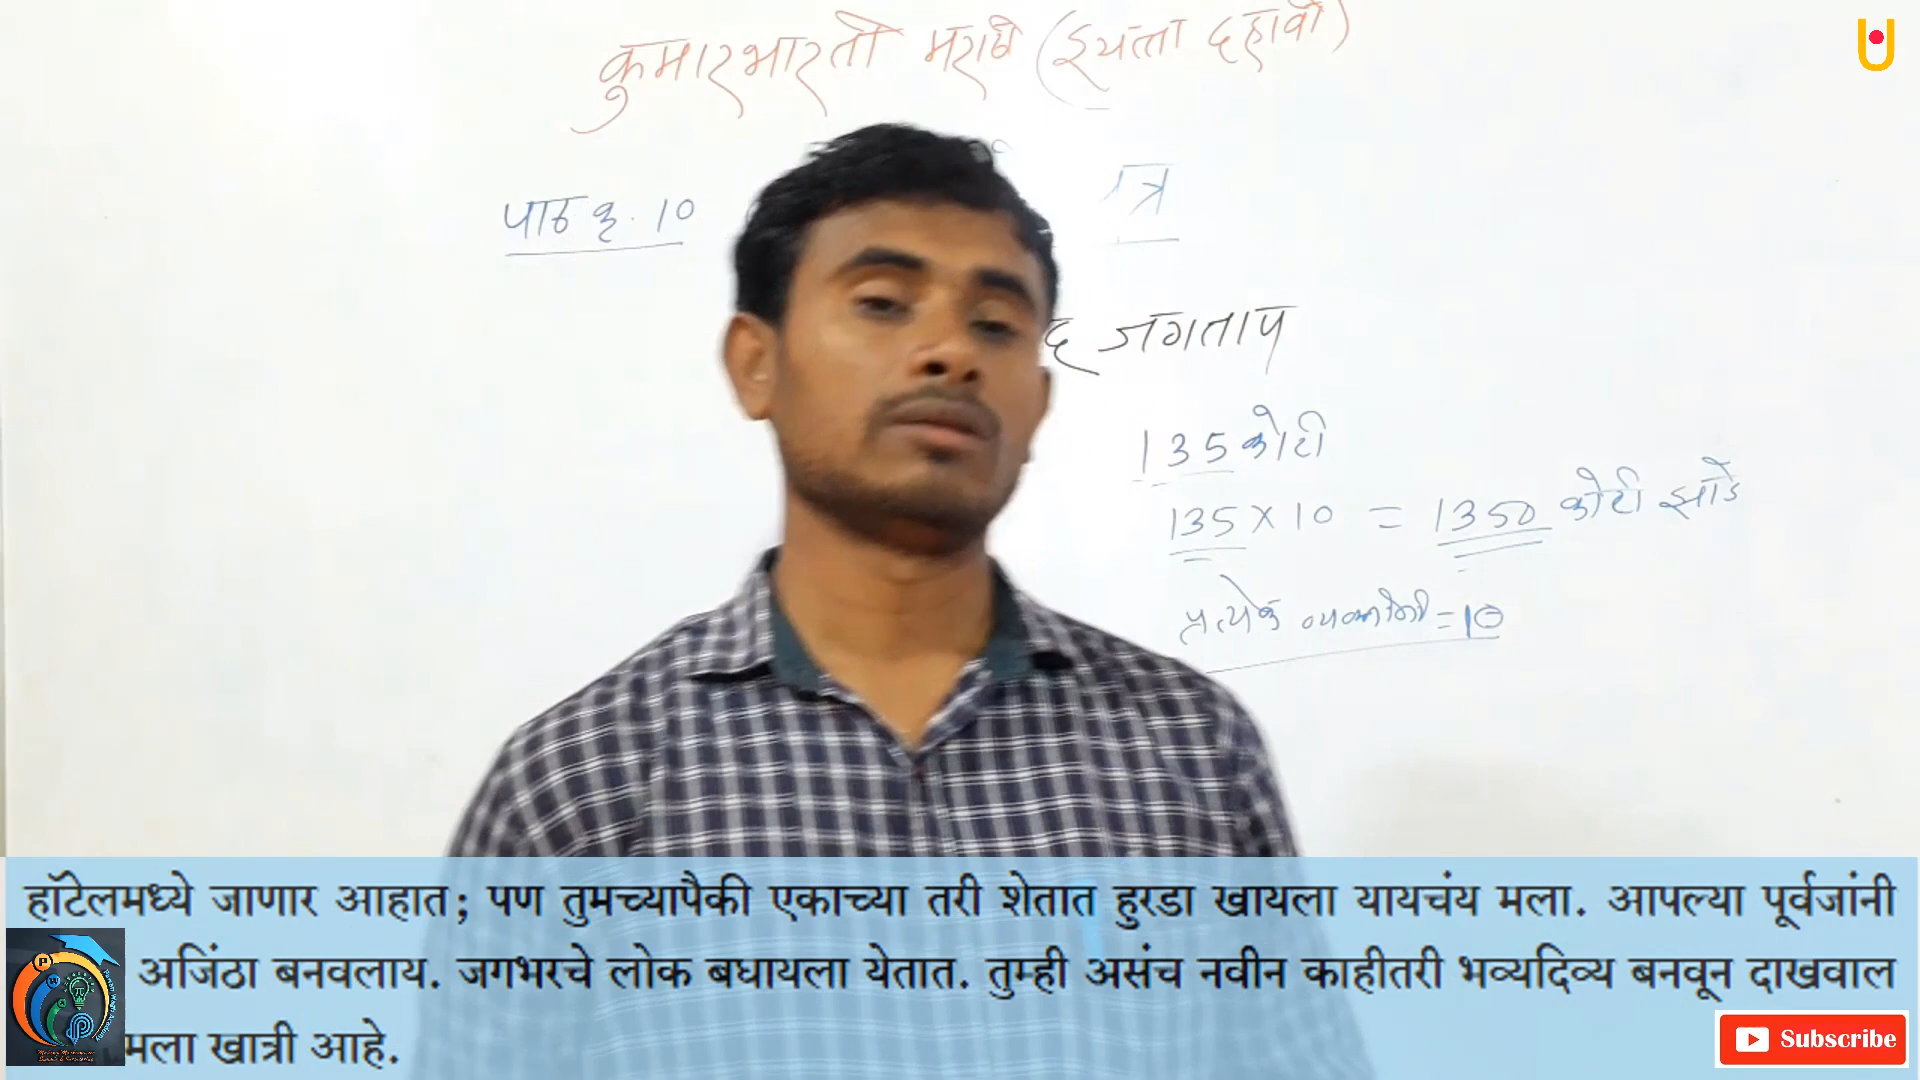 कुमारभारती मराठी (इयत्ता दहावी)
पाठ क्र. 10
त्र
द जगताप
135 कोटी
135 × 10 = 1350 कोटी झाडे
प्रत्येक = 10
हॉटेलमध्ये जाणार आहात; पण तुमच्यापैकी एकाच्या तरी शेतात हुरडा खायला यायचंय मला. आपल्या पूर्वजांनी
अजिंठा बनवलाय. जगभरचे लोक बघायला येतात. तुम्ही असंच नवीन काहीतरी भव्यदिव्य बनवून दाखवाल
मला खात्री आहे.
Subscribe